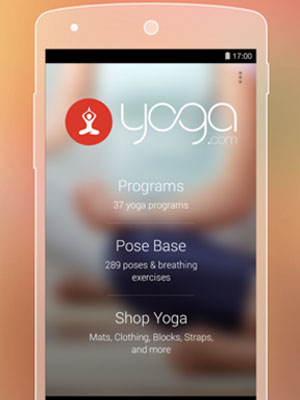 17:00
yoga
.com
Programs
37 yoga programs
Pose Base
289 poses & breathing
exercises
Shop Yoga
Mats, Clothing, Blocks, Straps,
and more